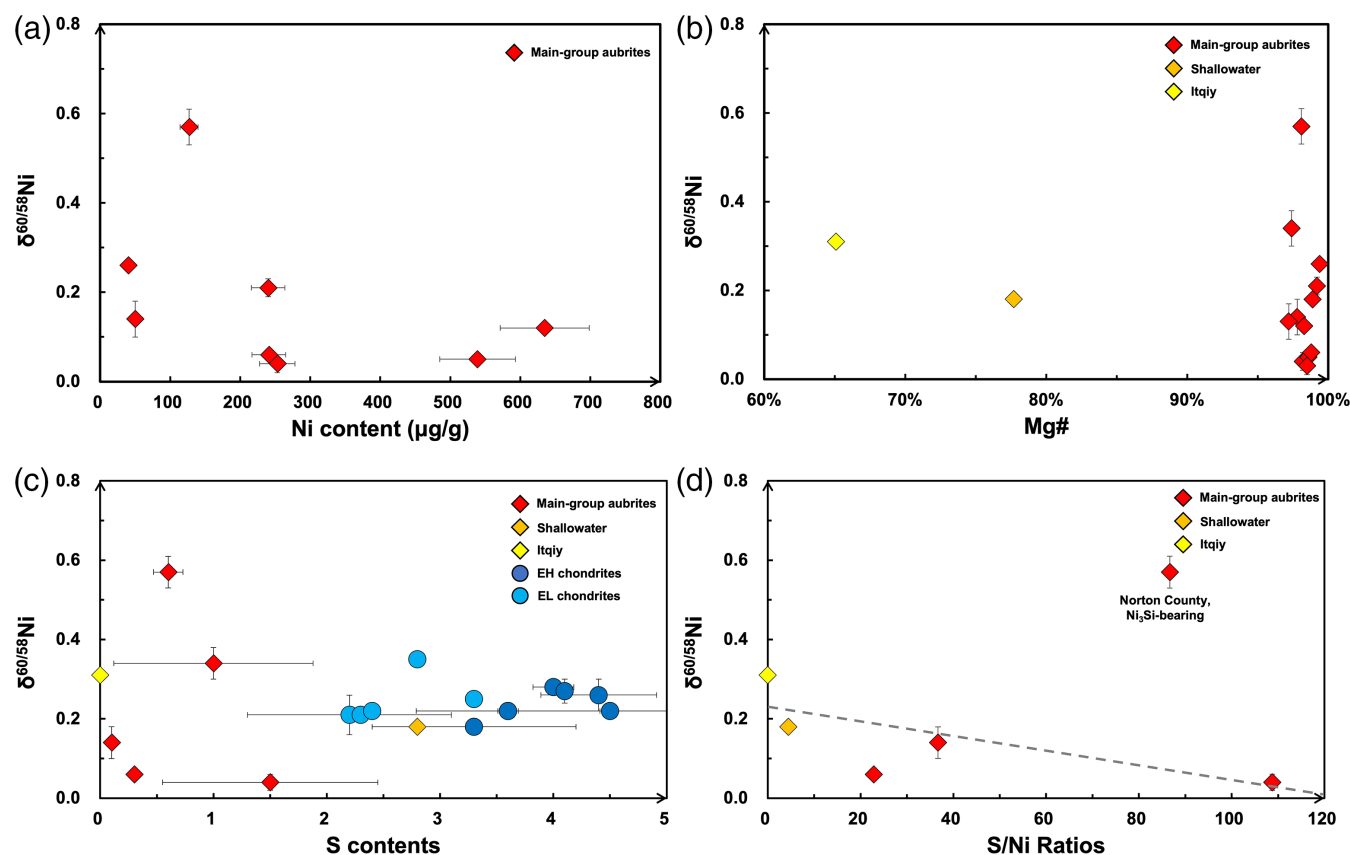 (a)
0.8
0.6
0.4
0.2
0.0
δ60/58Ni
Main-group aubrites
0 100 200 300 400 500 600 700 800
Ni content (µg/g)
(b)
0.8
0.6
0.4
0.2
0.0
δ60/58Ni
Main-group aubrites
Shallowater
Itqiy
60% 70% 80% 90% 100%
Mg#
(c)
0.8
0.6
0.4
0.2
0.0
δ60/58Ni
Main-group aubrites
Shallowater
Itqiy
EH chondrites
EL chondrites
0 1 2 3 4 5
S contents
(d)
0.8
0.6
0.4
0.2
0.0
δ60/58Ni
Main-group aubrites
Shallowater
Itqiy
Norton County,
Ni₃Si-bearing
0 20 40 60 80 100 120
S/Ni Ratios